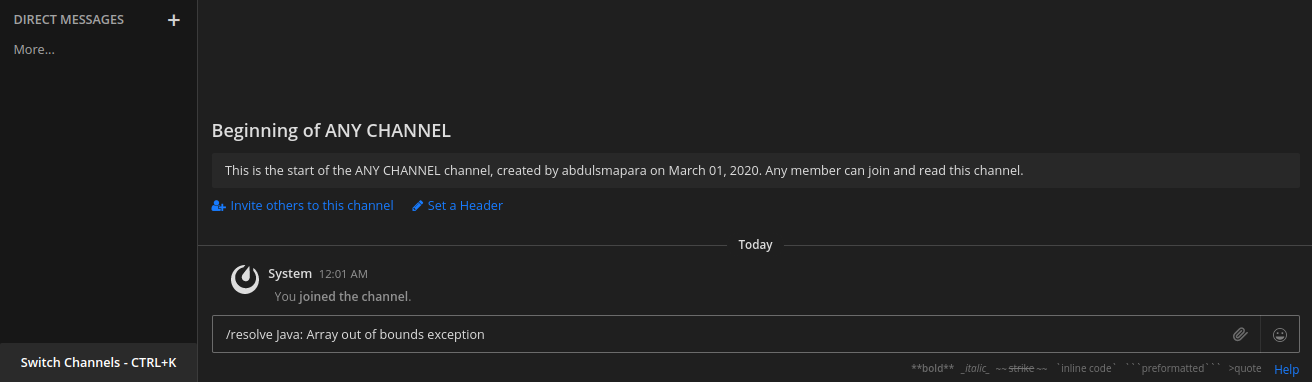 DIRECT MESSAGES +
More...
Beginning of ANY CHANNEL
This is the start of the ANY CHANNEL channel, created by abdulsmapara on March 01, 2020. Any member can join and read this channel.
Invite others to this channel Set a Header
Today
System 12:01 AM
You joined the channel.
/resolve Java: Array out of bounds exception
Switch Channels - CTRL+K
**bold** _italic_ ~~strike~~ `inline code` ```preformatted``` >quote Help